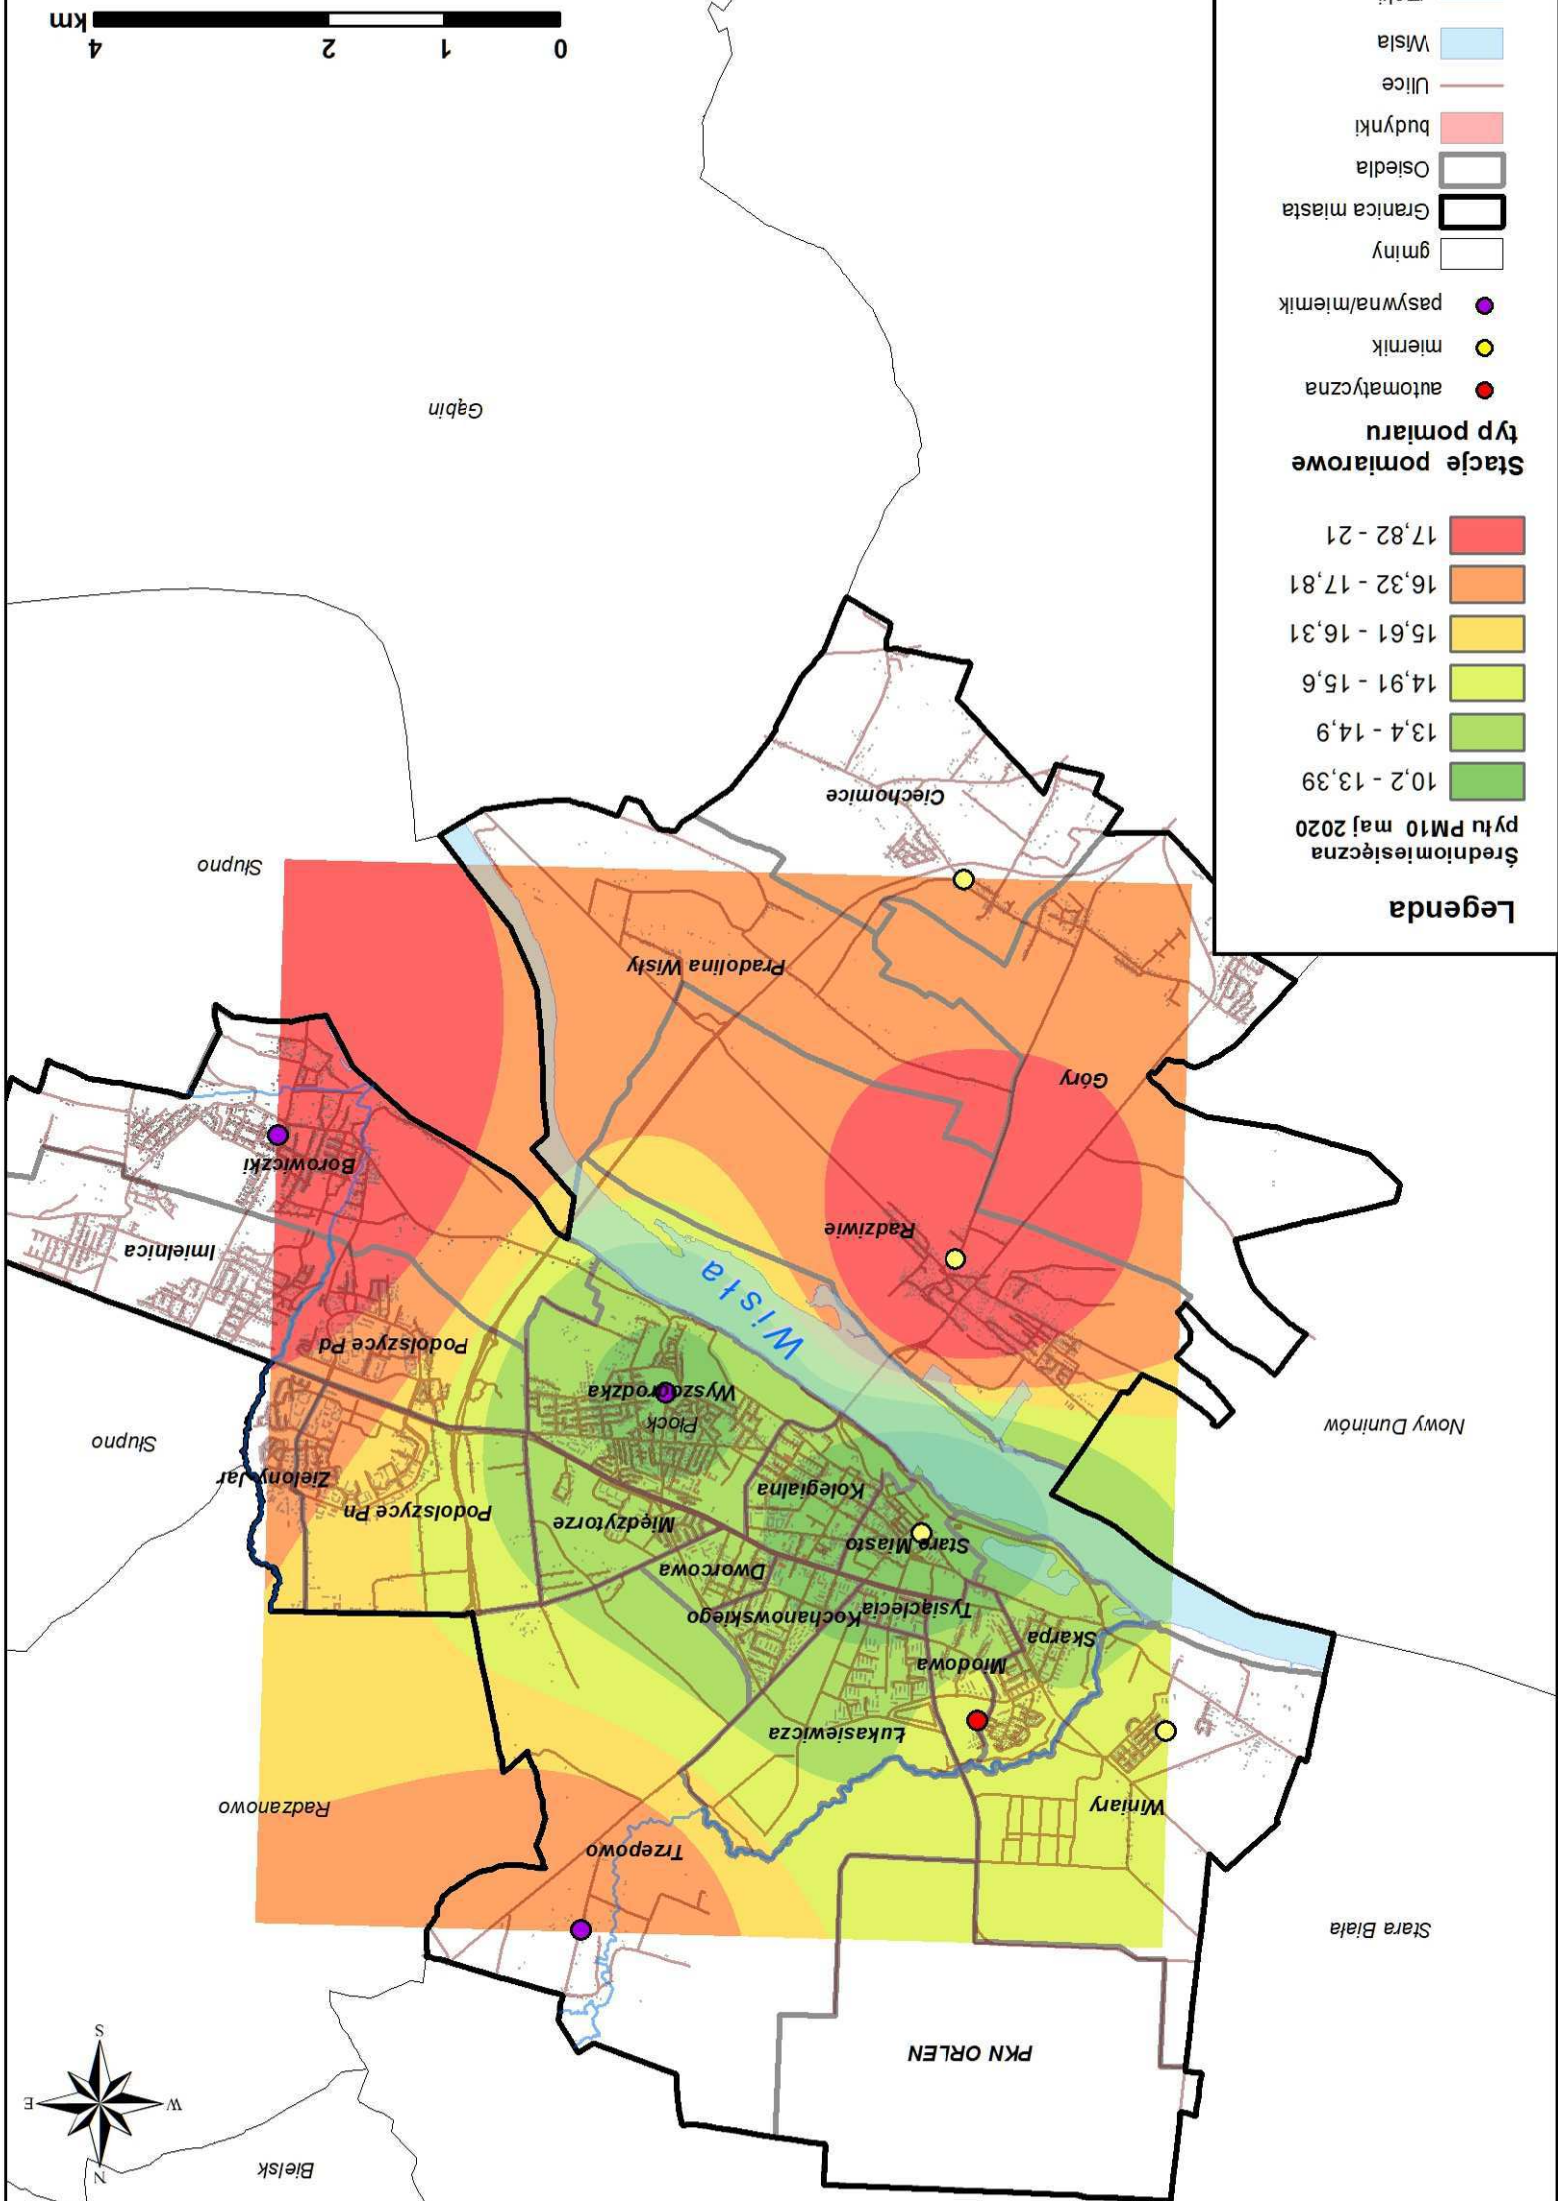 Bielsk
N
W
E
S
PKN ORLEN
Stara Biała
Trzepowo
Radzanowo
Winiary
Łukasiewicza
Miodowa
Skarpa
Tysiąclecia
Kochanowskiego
Dworcowa
Stare Miasto
Międzytorze
Podolszyce Pn
Kolegialna
Zielony Jar
Słupno
Nowy Duninów
Płock
Wyszogrodzka
Wisła
Podolszyce Pd
Imielnica
Radziwie
Borowiczki
Góry
Pradolina Wisły
Słupno
Ciechomice
Gąbin
Legenda
Średniomiesięczna
pyłu PM10 maj 2020
10,2 - 13,39
13,4 - 14,9
14,91 - 15,6
15,61 - 16,31
16,32 - 17,81
17,82 - 21
Stacje pomiarowe
typ pomiaru
automatyczna
miernik
pasywna/miernik
gminy
Granica miasta
Osiedla
budynki
Ulice
Wisla
0 1 2 4
km